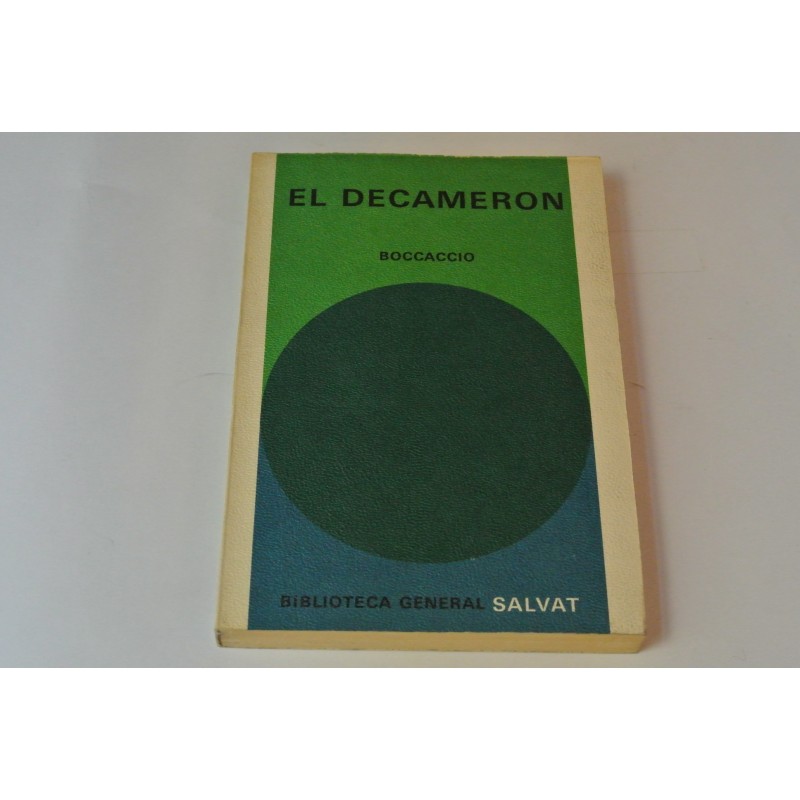 EL DECAMERON
BOCCACCIO
BIBLIOTECA GENERAL SALVAT